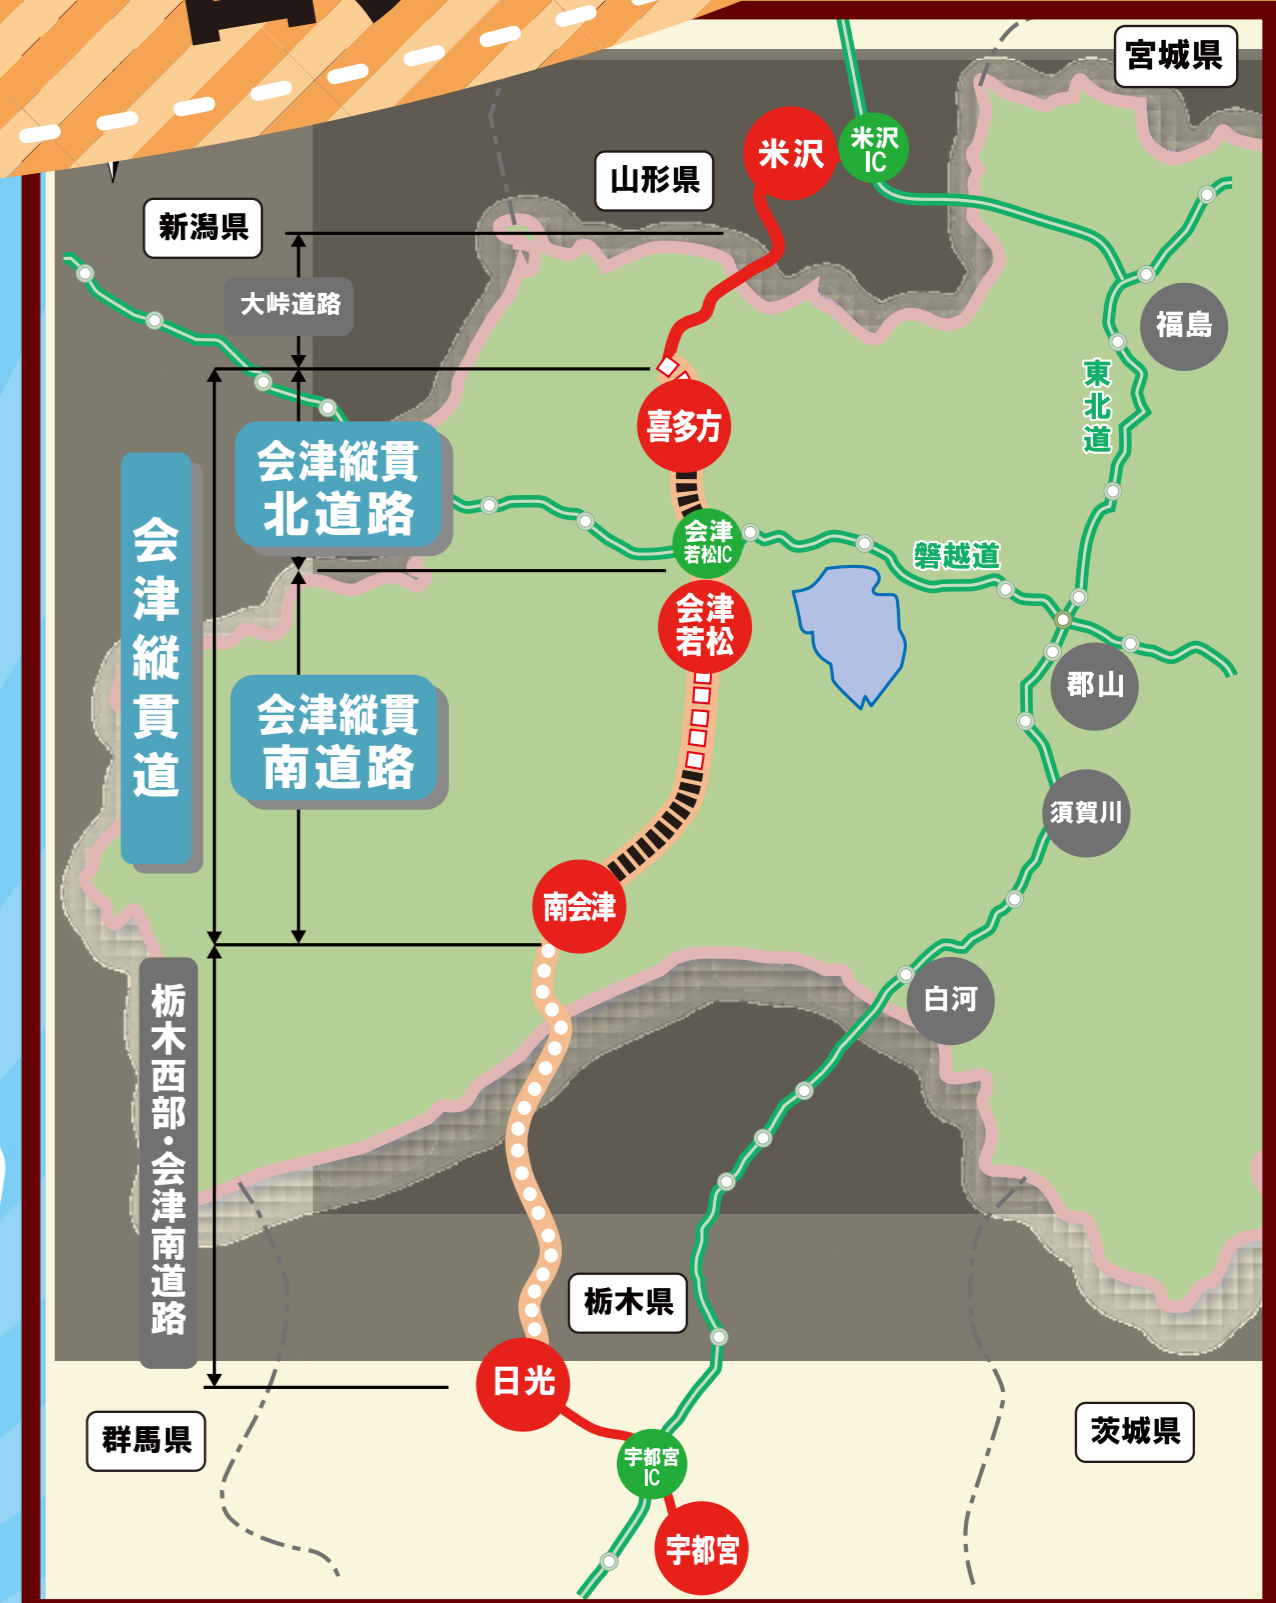 宮城県
米沢
米沢
IC
山形県
新潟県
大峠道路
福島
東北道
喜多方
会津縦貫
北道路
会津縦貫道
会津
若松IC
磐越道
会津
若松
会津縦貫
南道路
郡山
須賀川
南会津
白河
栃木西部・会津南道路
栃木県
日光
群馬県
茨城県
宇都宮
IC
宇都宮